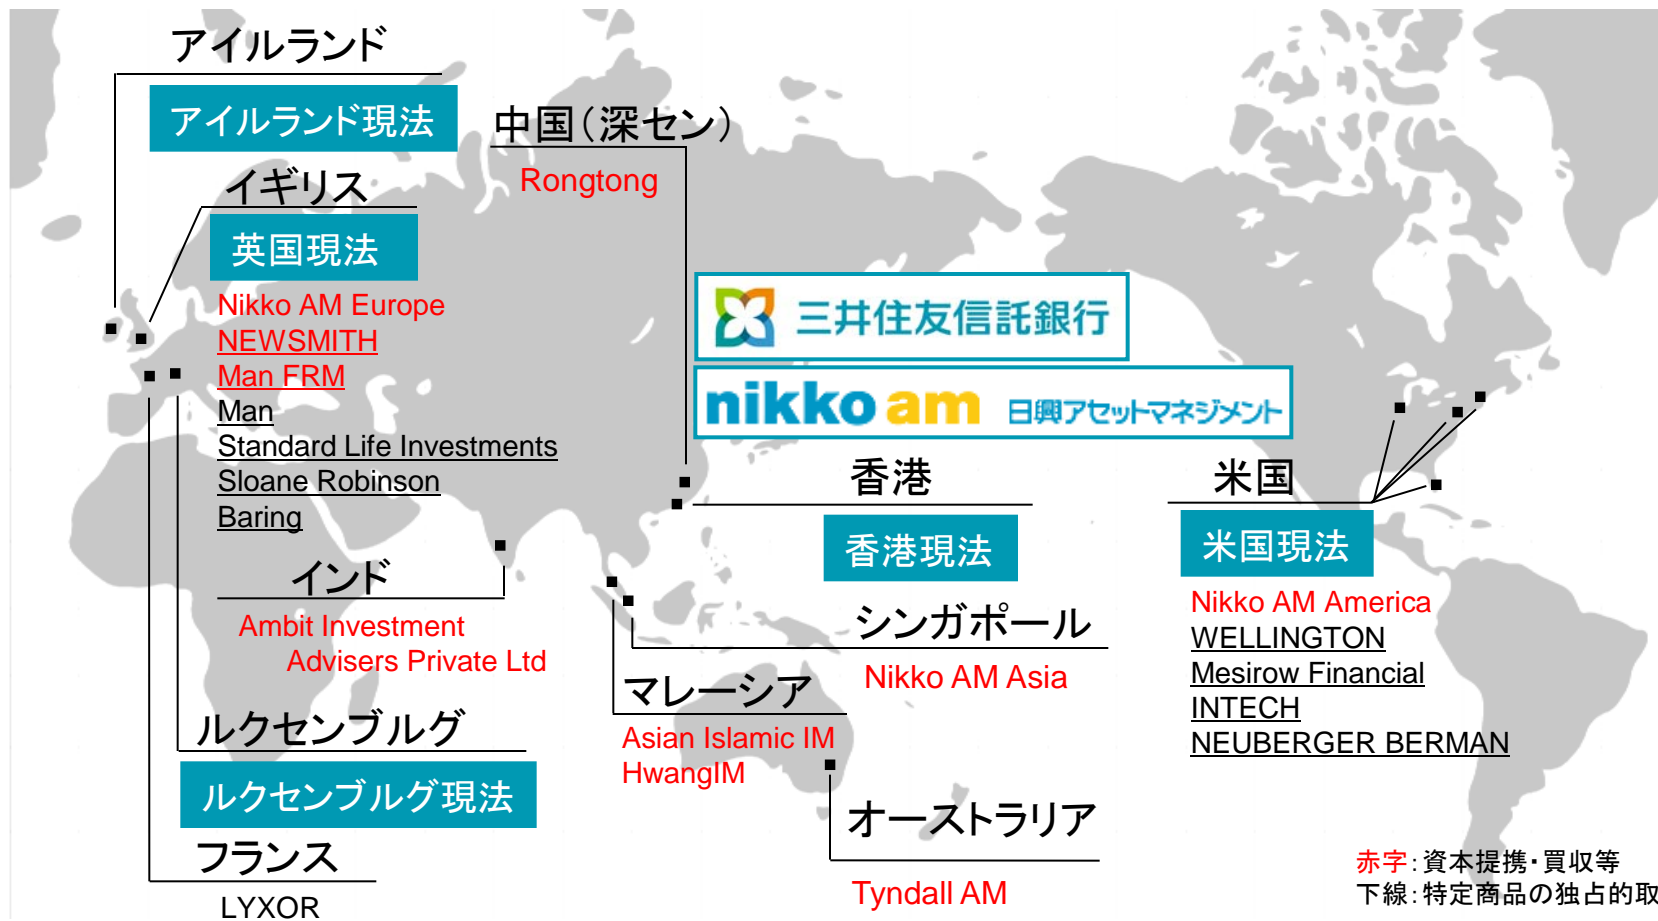 アイルランド
アイルランド現法
中国（深セン）
Rongtong
イギリス
英国現法
Nikko AM Europe
NEWSMITH
Man FRM
Man
Standard Life Investments
Sloane Robinson
Baring
三井住友信託銀行
nikko am 日興アセットマネジメント
香港
香港現法
米国
米国現法
Nikko AM America
WELLINGTON
Mesirow Financial
INTECH
NEUBERGER BERMAN
インド
Ambit Investment
Advisers Private Ltd
シンガポール
Nikko AM Asia
マレーシア
Asian Islamic IM
HwangIM
ルクセンブルグ
ルクセンブルグ現法
オーストラリア
Tyndall AM
フランス
LYXOR
赤字：資本提携・買収等
下線：特定商品の独占的取